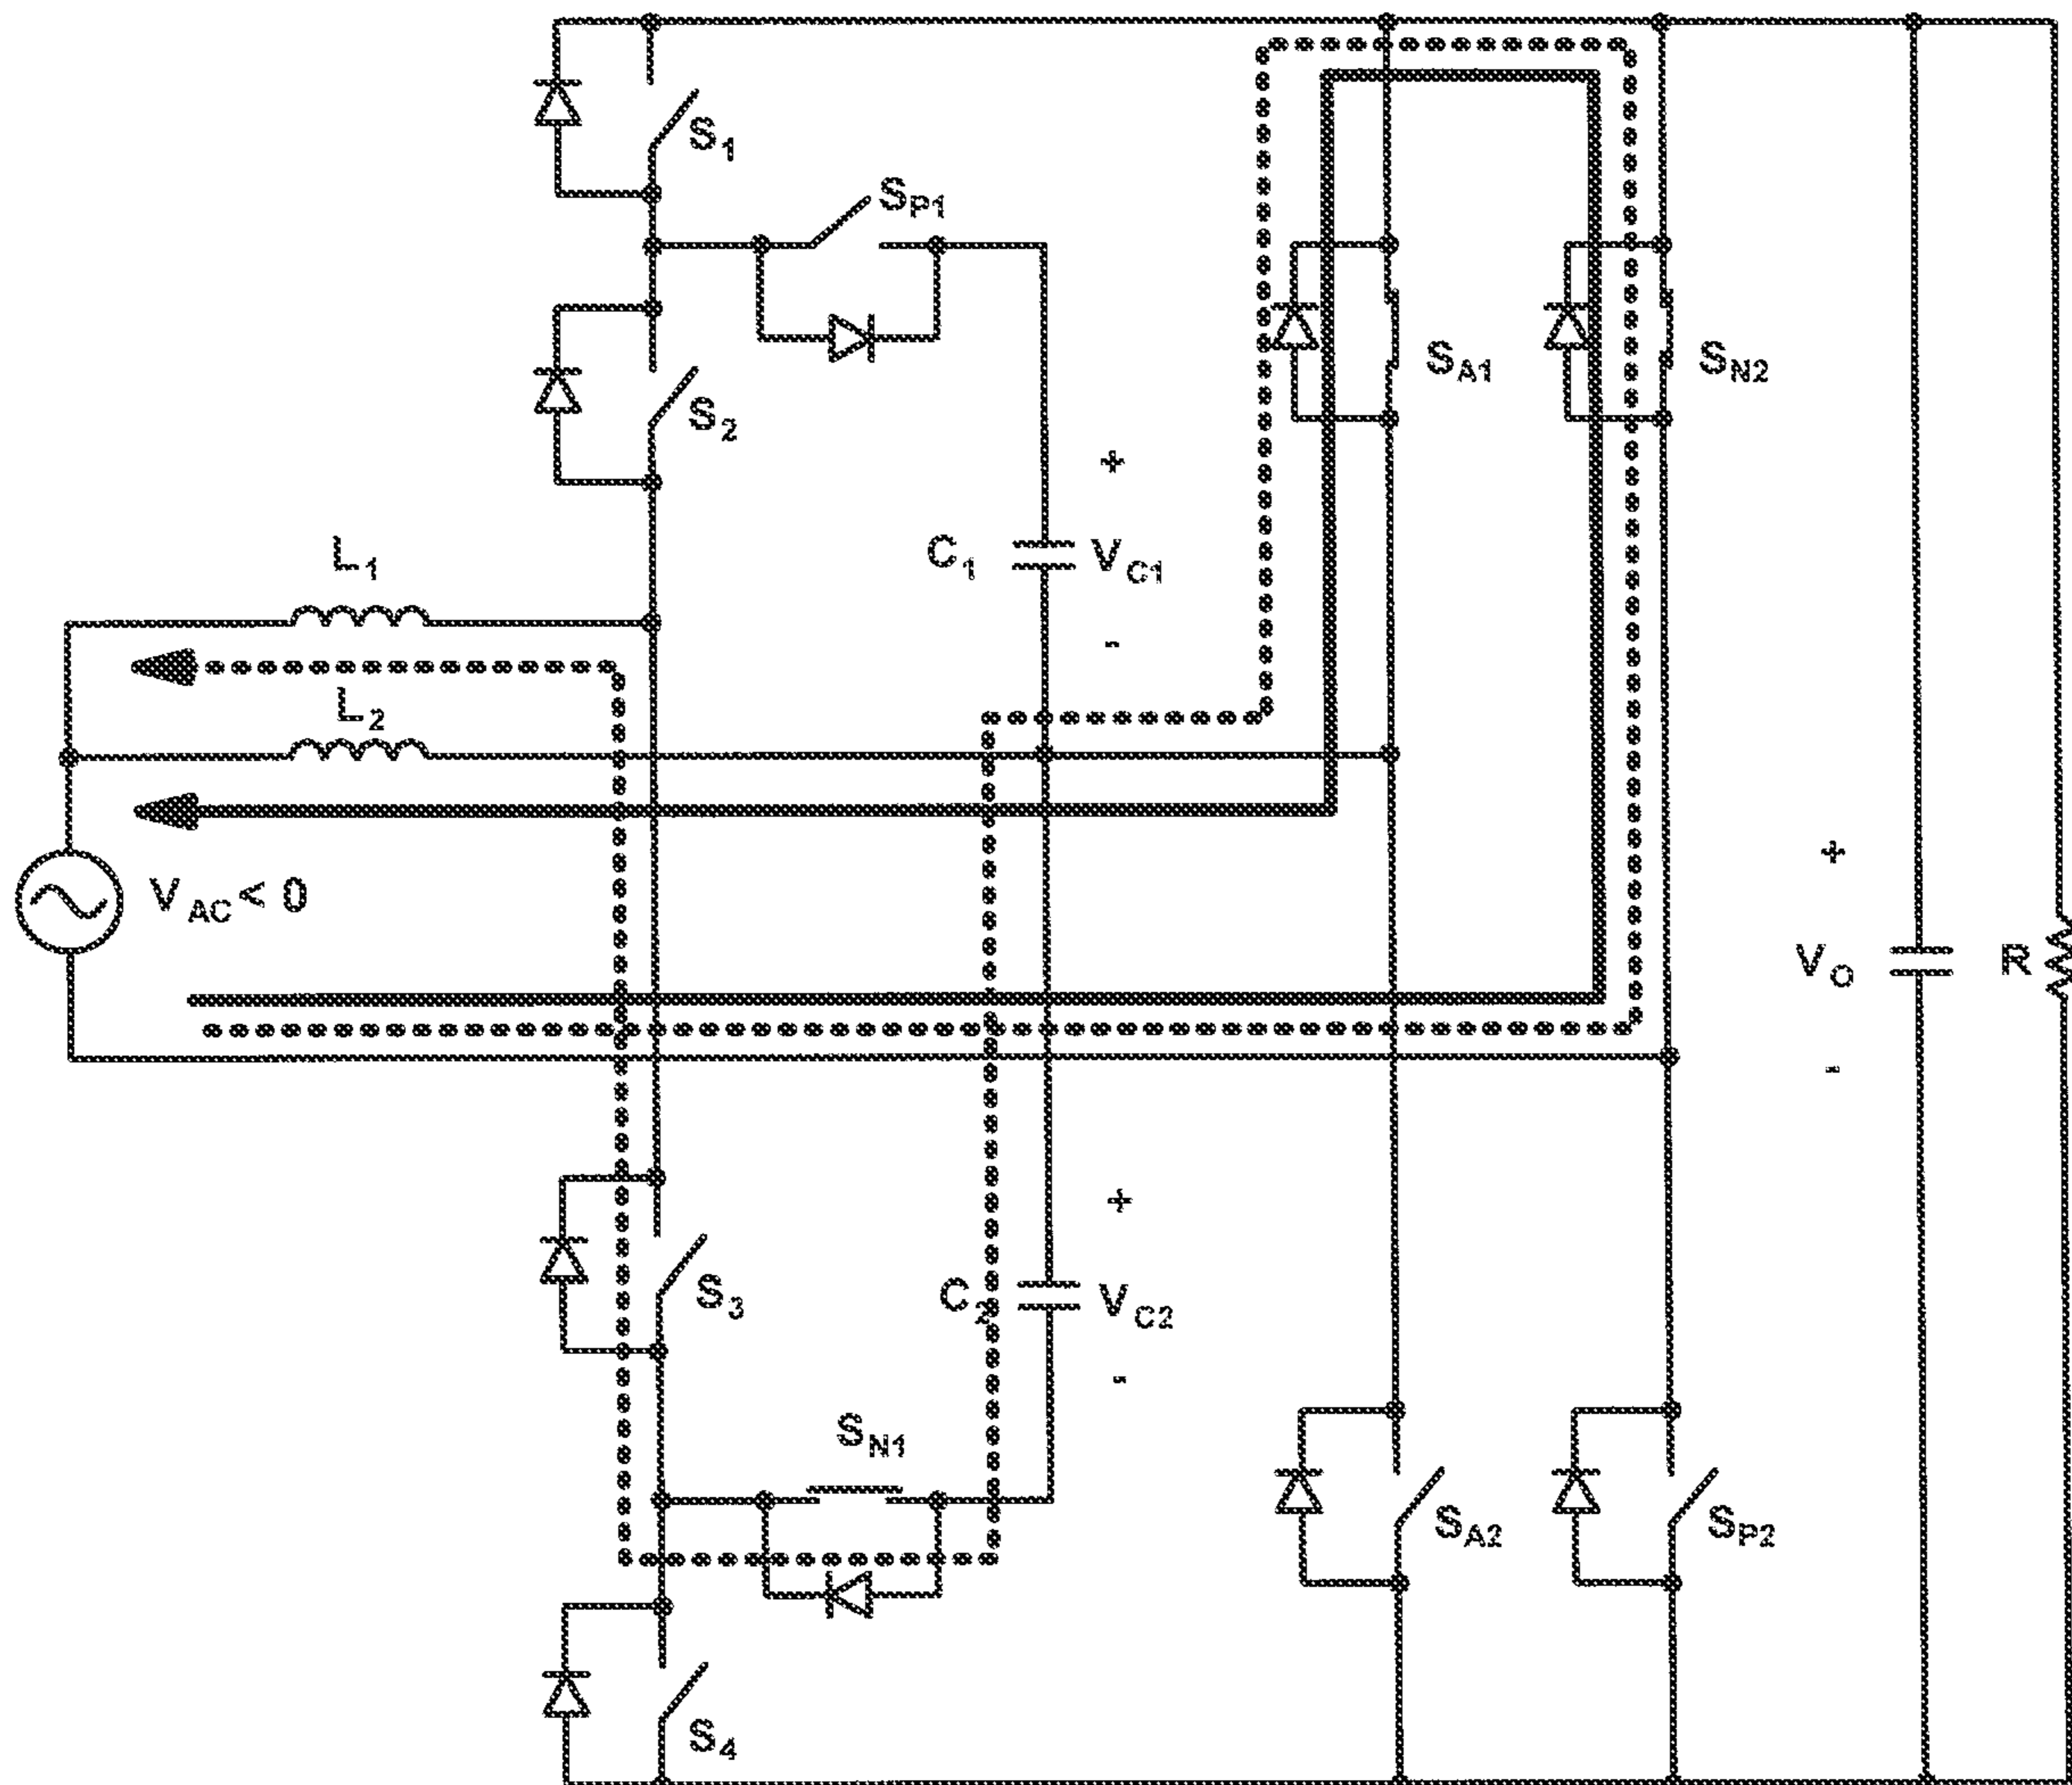 S1
SP1
SA1
SN2
S2
+
C1
VC1
-
L1
L2
+
VAC < 0
VO
R
-
+
S3
C2
VC2
-
SN1
SA2
SP2
S4